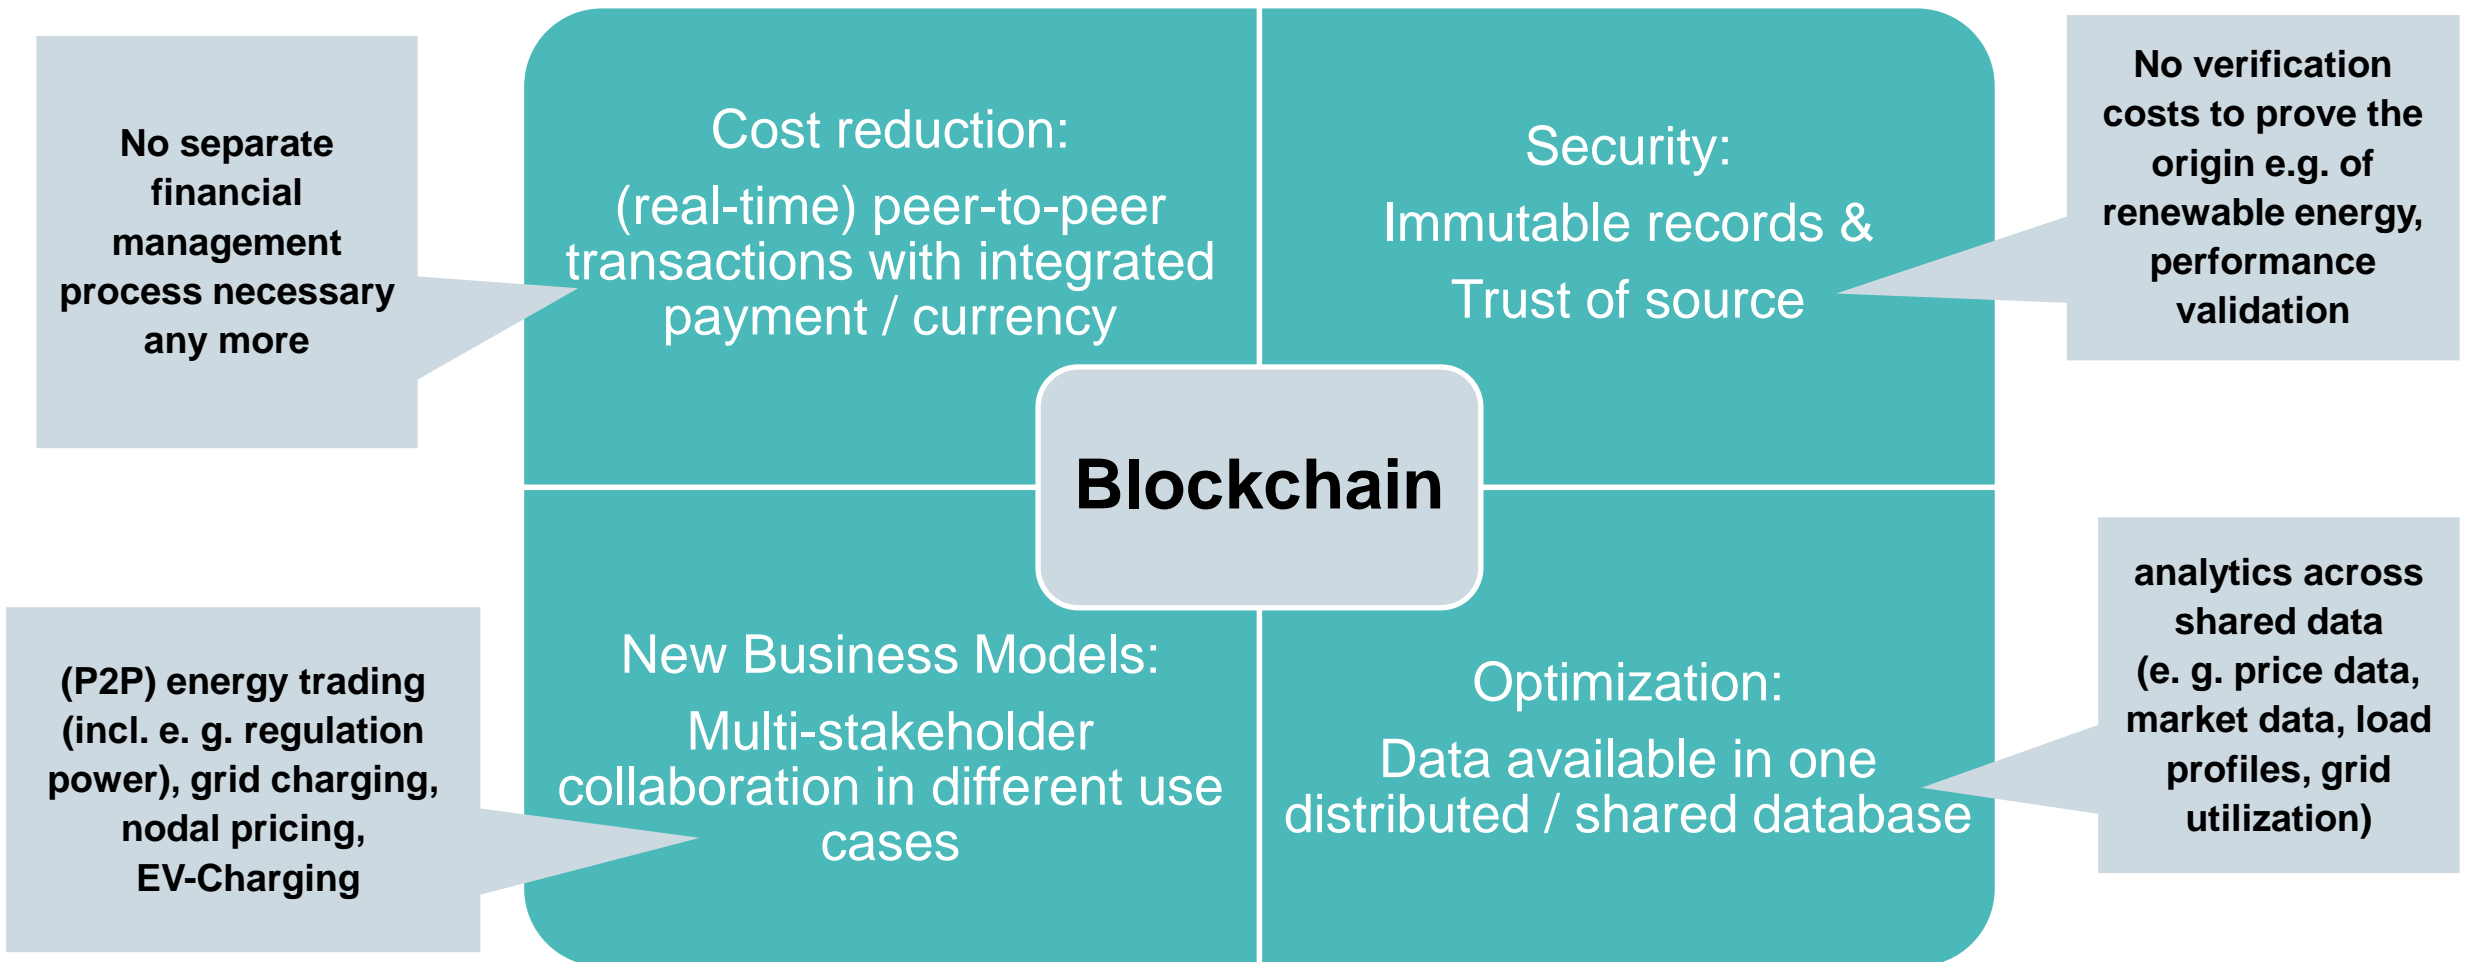 No separate
financial
management
process necessary
any more
Cost reduction:
(real-time) peer-to-peer
transactions with integrated
payment / currency
Security:
Immutable records &
Trust of source
No verification
costs to prove the
origin e.g. of
renewable energy,
performance
validation
Blockchain
(P2P) energy trading
(incl. e. g. regulation
power), grid charging,
nodal pricing,
EV-Charging
New Business Models:
Multi-stakeholder
collaboration in different use
cases
Optimization:
Data available in one
distributed / shared database
analytics across
shared data
(e. g. price data,
market data, load
profiles, grid
utilization)